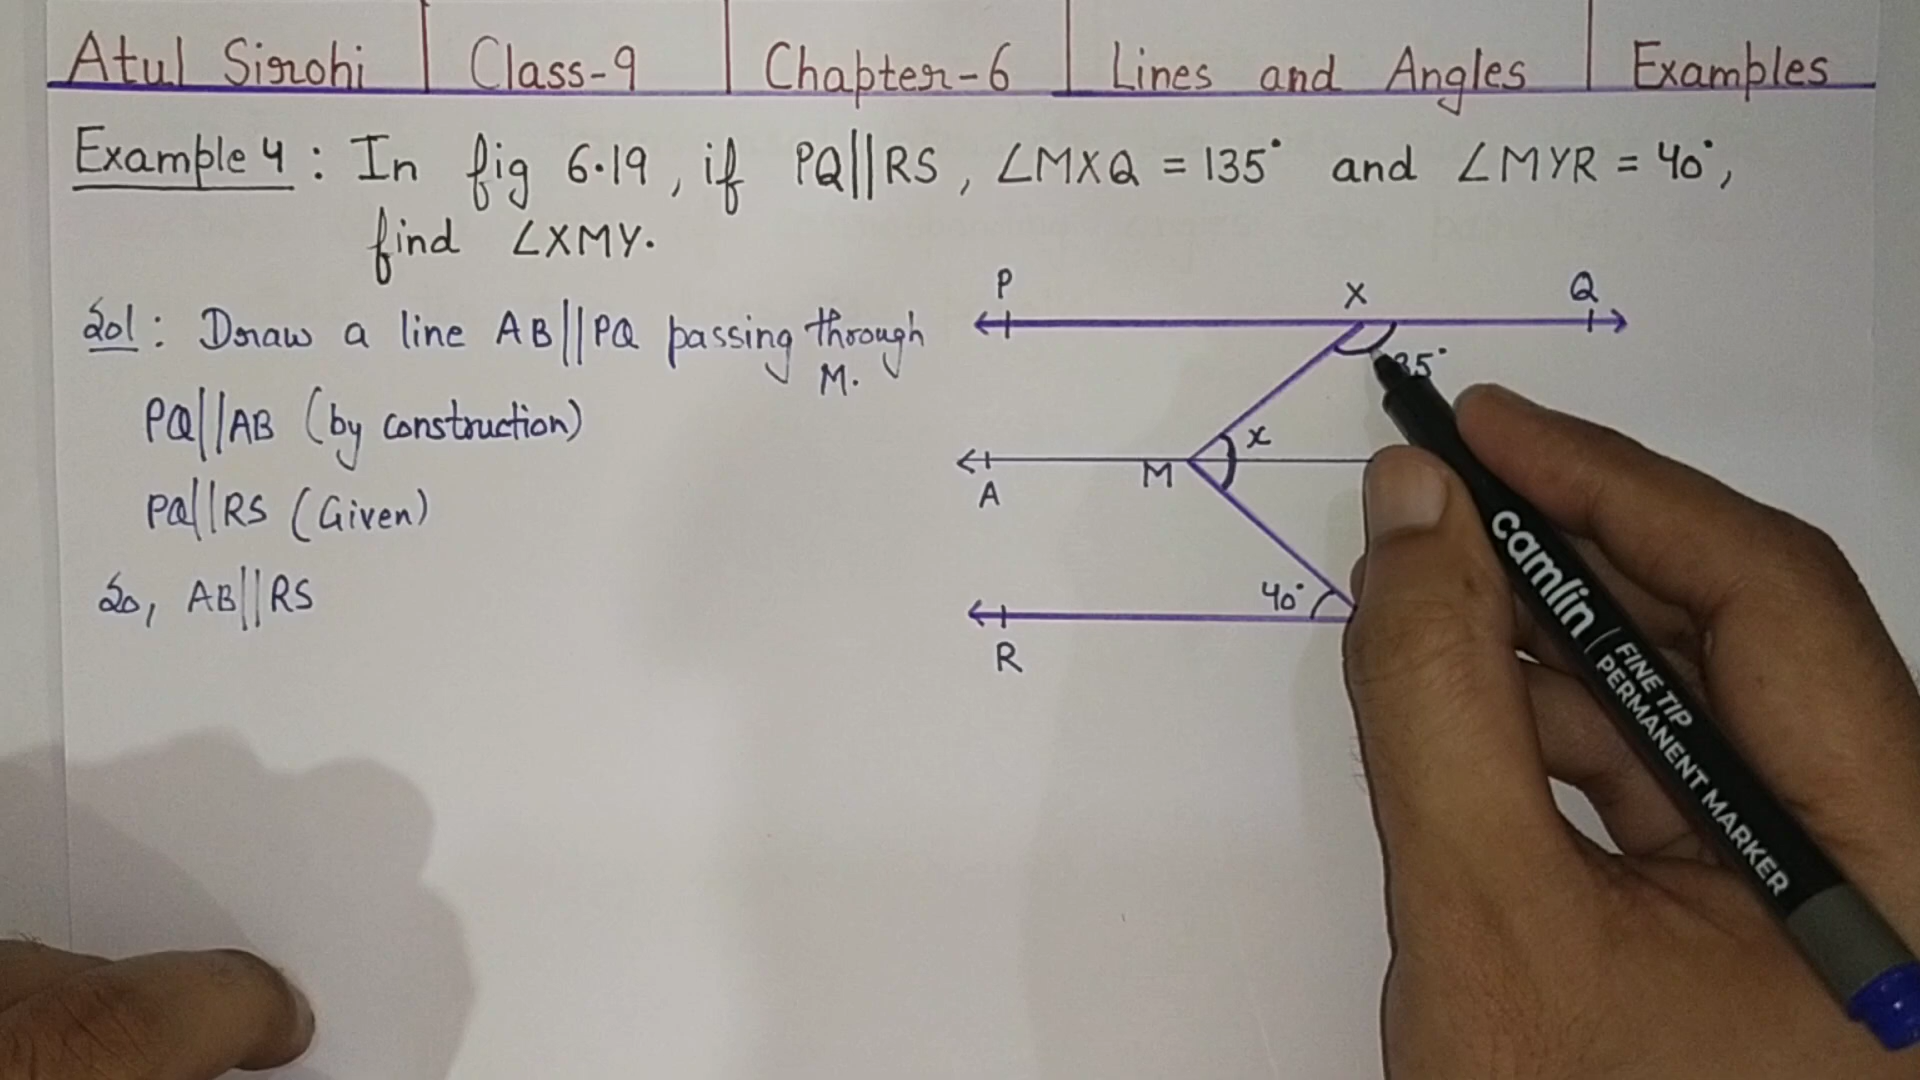 Atul Sirohi | Class-9 | Chapter-6 | Lines and Angles | Examples
Example 4 : In fig 6.19, if PQ||RS, ∠MXQ = 135° and ∠MYR = 40°,
find ∠XMY.
Sol : Draw a line AB||PQ passing through
M.
PQ||AB (by construction)
PQ||RS (Given)
So, AB||RS
P X Q
35°
x
A M
40°
R
camlin
FINE TIP
PERMANENT MARKER